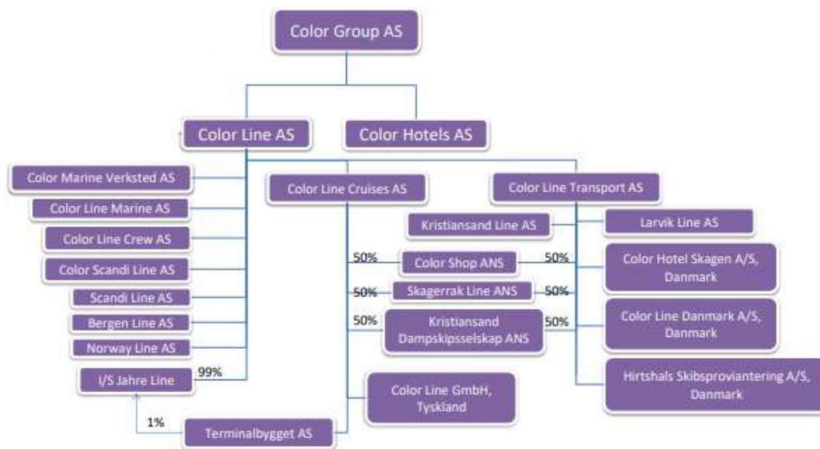 Color Group AS
Color Line AS
Color Hotels AS
Color Marine Verksted AS
Color Line Marine AS
Color Line Crew AS
Color Scandi Line AS
Scandi Line AS
Bergen Line AS
Norway Line AS
I/S Jahre Line
99%
1%
Terminalbygget AS
Color Line Cruises AS
Color Line Transport AS
Kristiansand Line AS
50%
Color Shop ANS
50%
50%
Skagerrak Line ANS
50%
50%
Kristiansand
Dampskipsselskap ANS
50%
Color Line GmbH,
Tyskland
Larvik Line AS
Color Hotel Skagen A/S,
Danmark
Color Line Danmark A/S,
Danmark
Hirtshals Skibsproviantering A/S,
Danmark